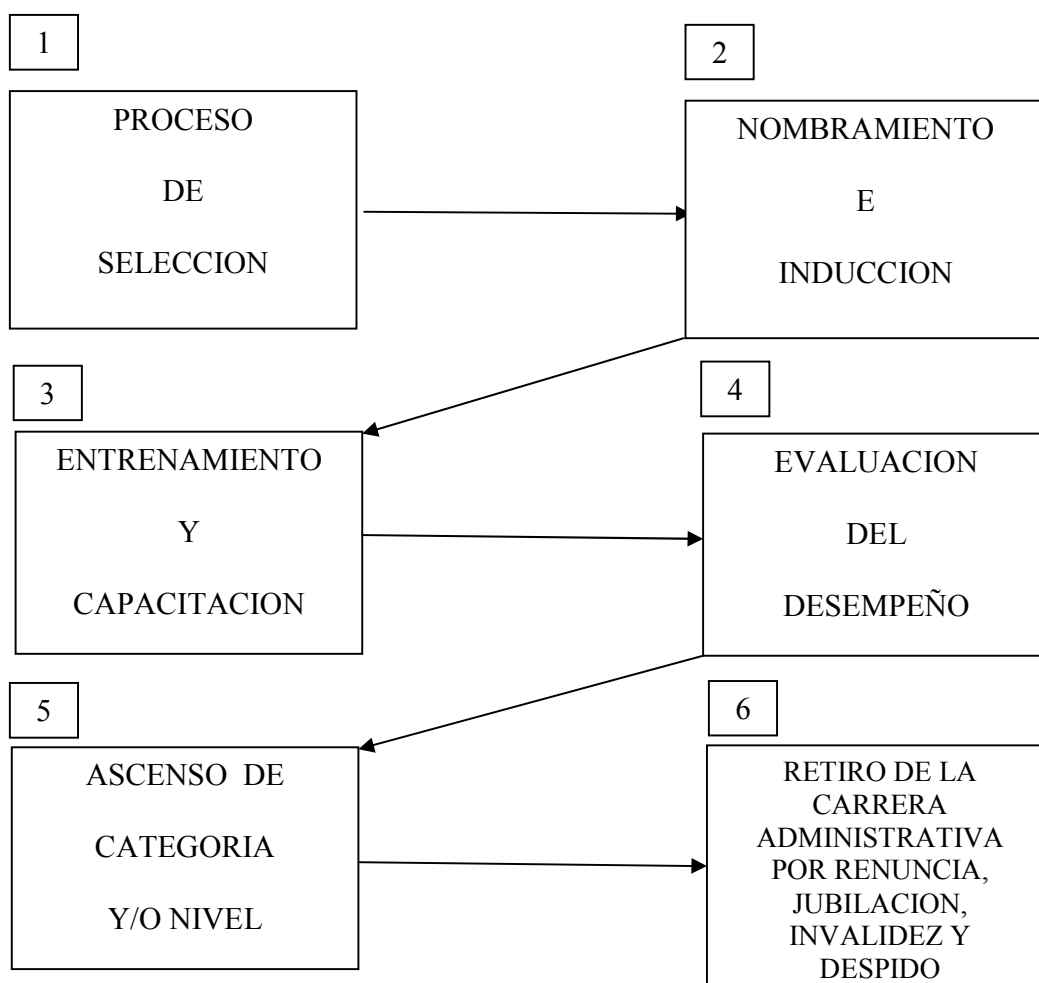 1
PROCESO
DE
SELECCION
2
NOMBRAMIENTO
E
INDUCCION
3
ENTRENAMIENTO
Y
CAPACITACION
4
EVALUACION
DEL
DESEMPEÑO
5
ASCENSO DE
CATEGORIA
Y/O NIVEL
6
RETIRO DE LA
CARRERA
ADMINISTRATIVA
POR RENUNCIA,
JUBILACION,
INVALIDEZ Y
DESPIDO